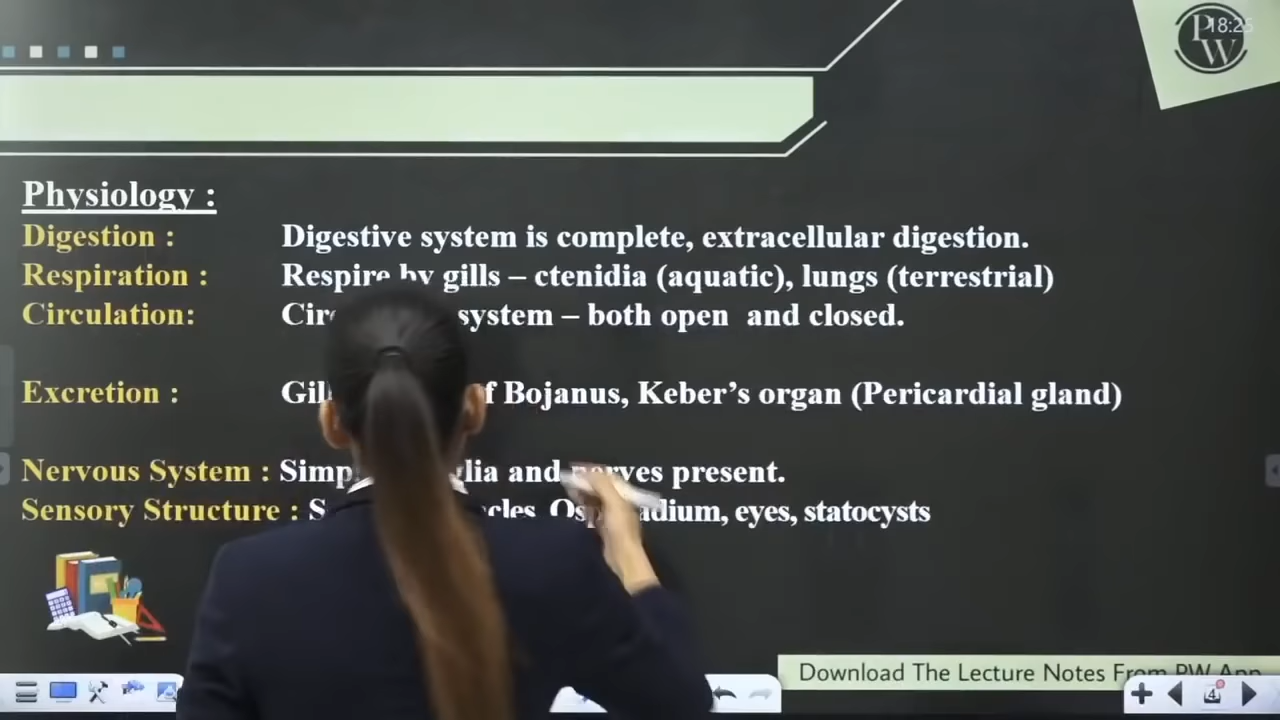 PW
18:25
Physiology :
Digestion : Digestive system is complete, extracellular digestion.
Respiration : Respire by gills – ctenidia (aquatic), lungs (terrestrial)
Circulation: system – both open and closed.
Excretion : Bojanus, Keber’s organ (Pericardial gland)
Nervous System : and nerves present.
Sensory Structure : eyes, statocysts
Download The Lecture Notes From PW App
4